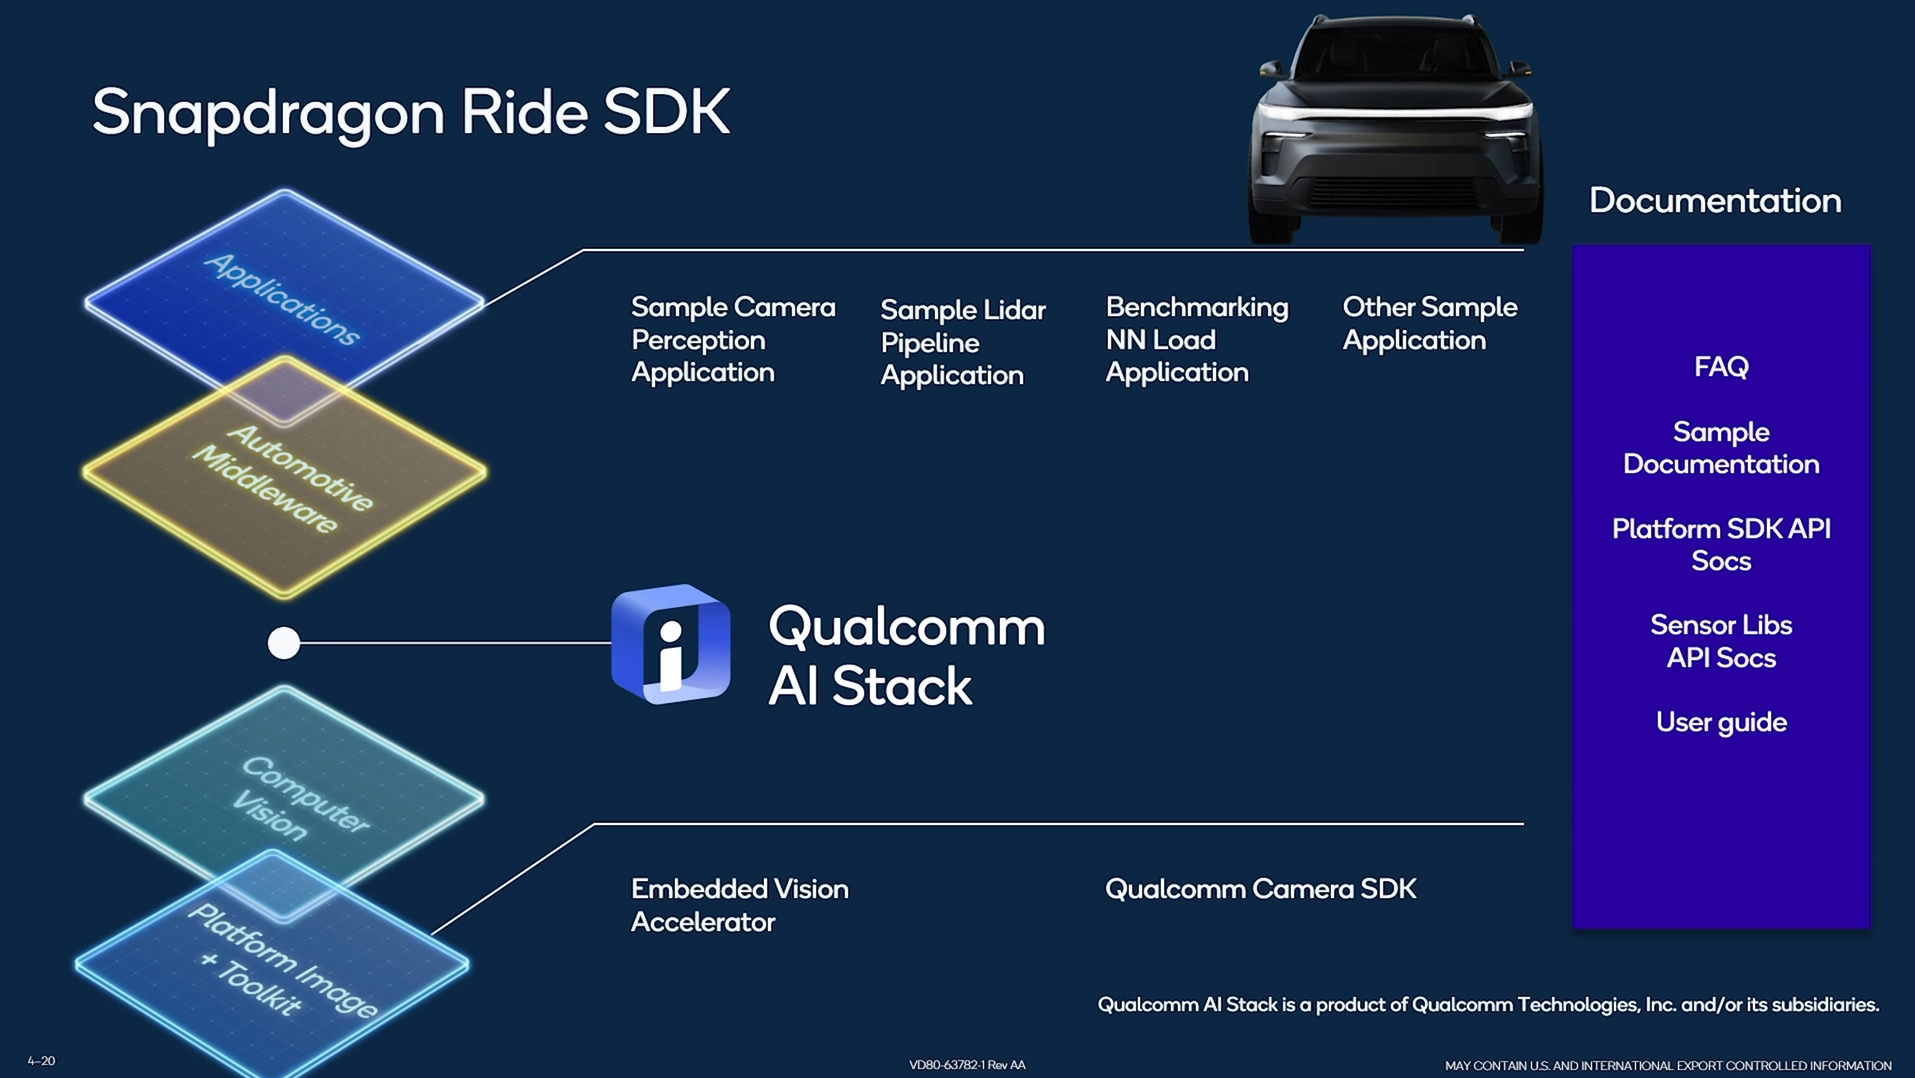 Snapdragon Ride SDK
Documentation
Applications
Sample Camera
Perception
Application
Sample Lidar
Pipeline
Application
Benchmarking
NN Load
Application
Other Sample
Application
Automotive
Middleware
Qualcomm
AI Stack
Computer
Vision
Platform Image
+ Toolkit
Embedded Vision
Accelerator
Qualcomm Camera SDK
FAQ
Sample
Documentation
Platform SDK API
Socs
Sensor Libs
API Socs
User guide
Qualcomm AI Stack is a product of Qualcomm Technologies, Inc. and/or its subsidiaries.
4–20
VD80-63782-1 Rev AA
MAY CONTAIN U.S. AND INTERNATIONAL EXPORT CONTROLLED INFORMATION